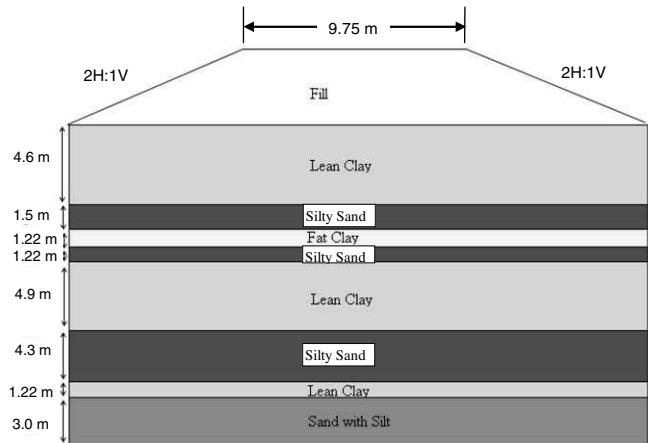 9.75 m
2H:1V
2H:1V
Fill
4.6 m
Lean Clay
1.5 m
Silty Sand
1.22 m
Fat Clay
1.22 m
Silty Sand
4.9 m
Lean Clay
4.3 m
Silty Sand
1.22 m
Lean Clay
3.0 m
Sand with Silt